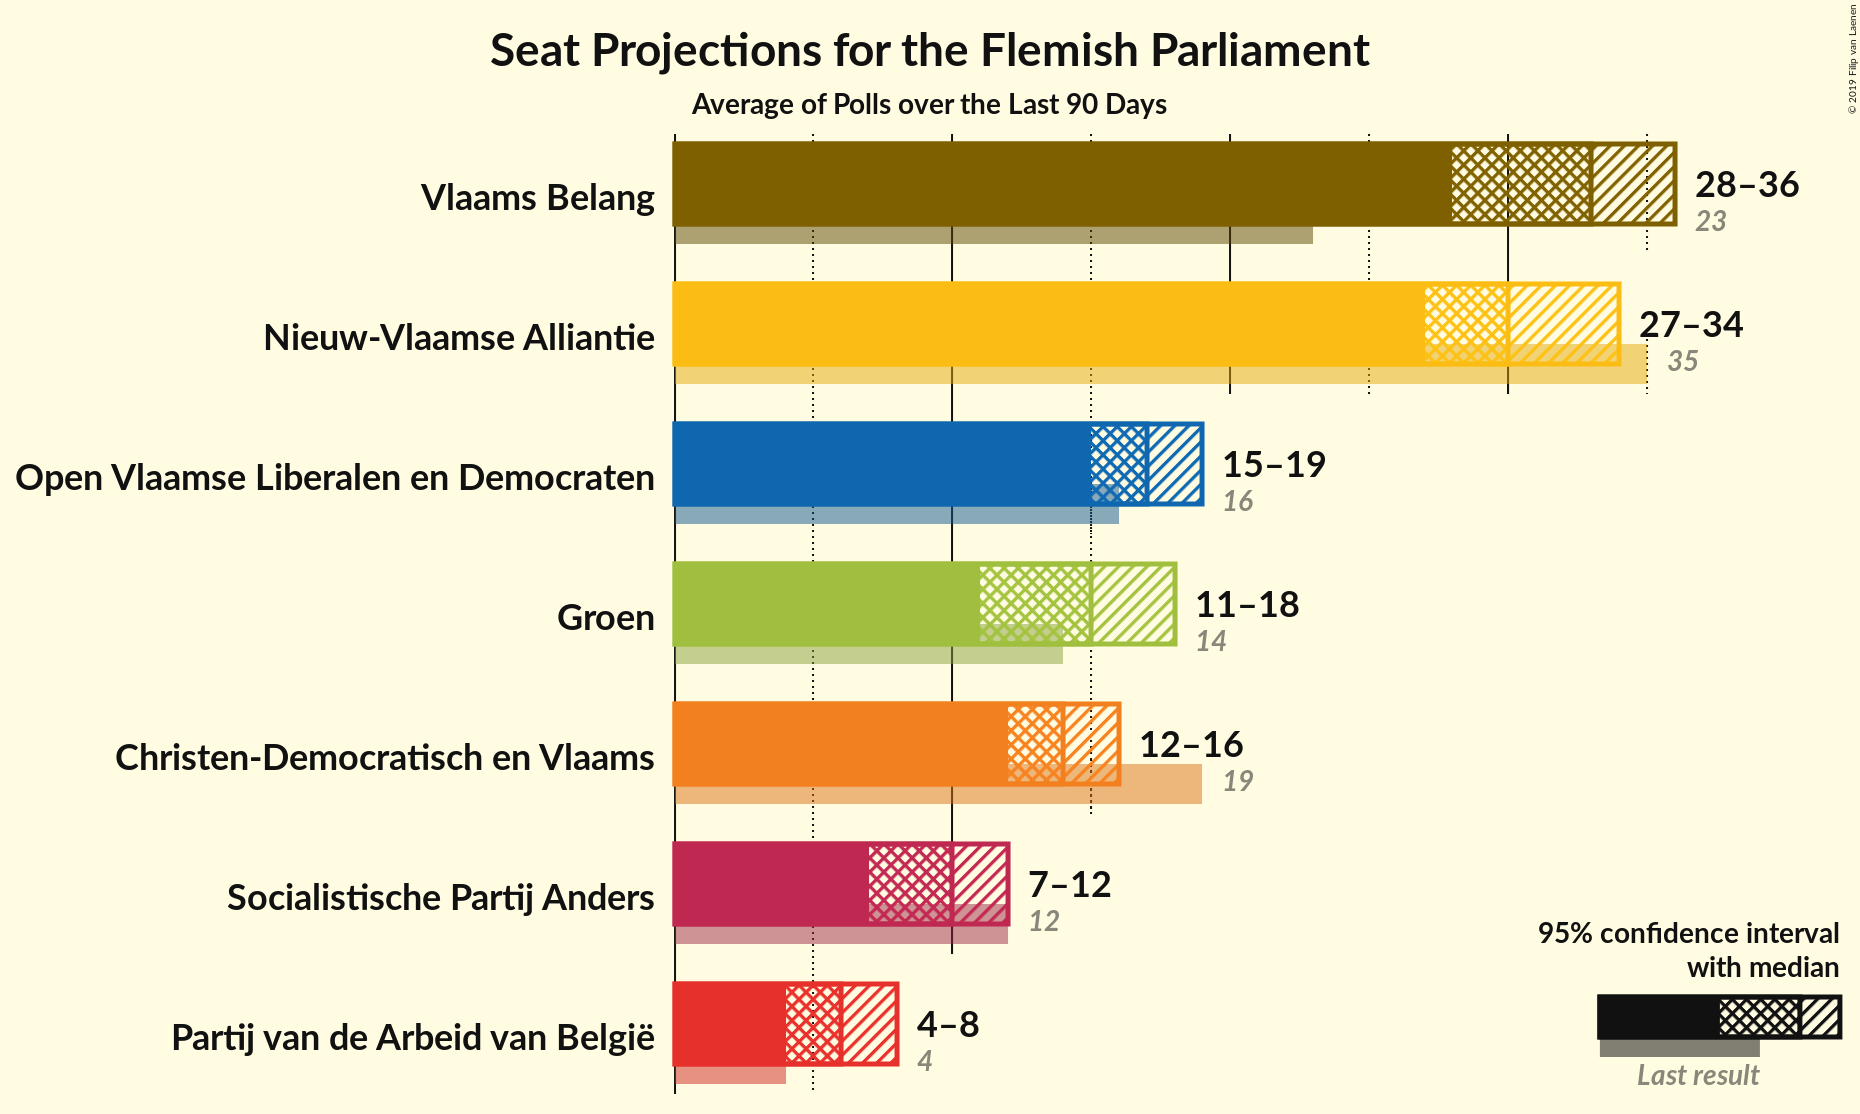 Seat Projections for the Flemish Parliament
Average of Polls over the Last 90 Days
© 2019 Filip van Laenen
Vlaams Belang
28–36
23
Nieuw-Vlaamse Alliantie
27–34
35
Open Vlaamse Liberalen en Democraten
15–19
16
Groen
11–18
14
Christen-Democratisch en Vlaams
12–16
19
Socialistische Partij Anders
7–12
12
Partij van de Arbeid van België
4–8
4
95% confidence interval
with median
Last result